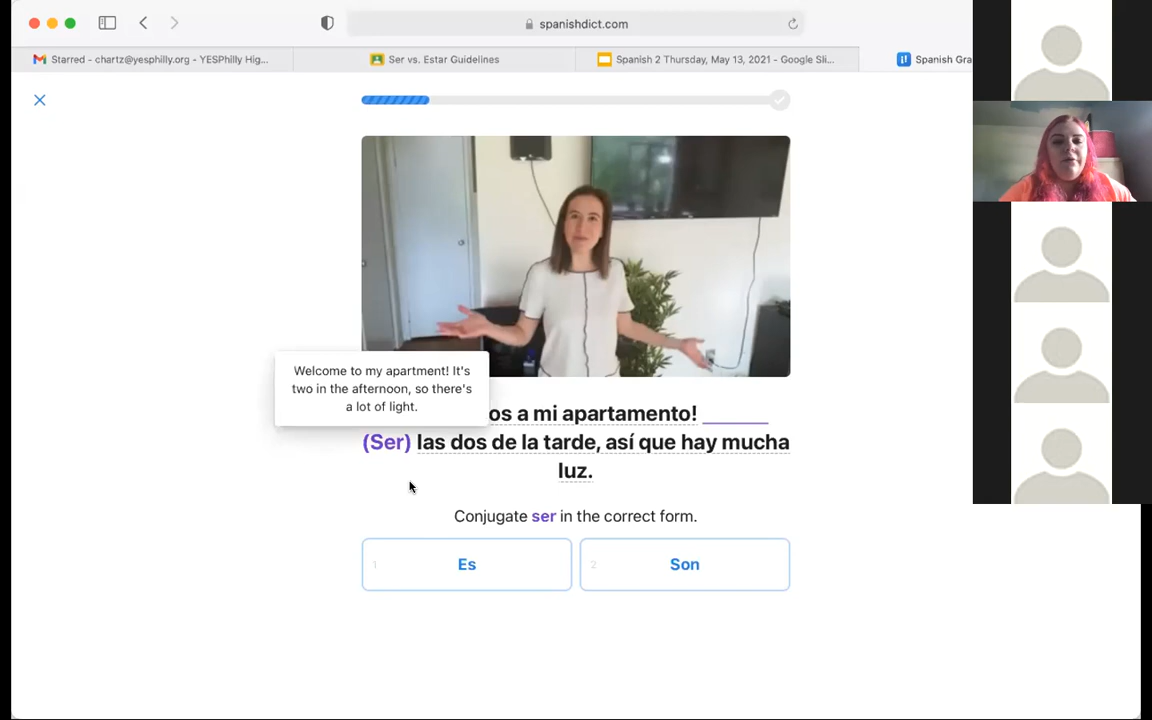 spanishdict.com
Starred - chartz@yesphilly.org - YESPhilly Hig...
Ser vs. Estar Guidelines
Spanish 2 Thursday, May 13, 2021 - Google Sli...
Spanish Gra
Welcome to my apartment! It's
two in the afternoon, so there's
a lot of light.
os a mi apartamento! ______
(Ser) las dos de la tarde, así que hay mucha
luz.
Conjugate ser in the correct form.
1 Es
2 Son